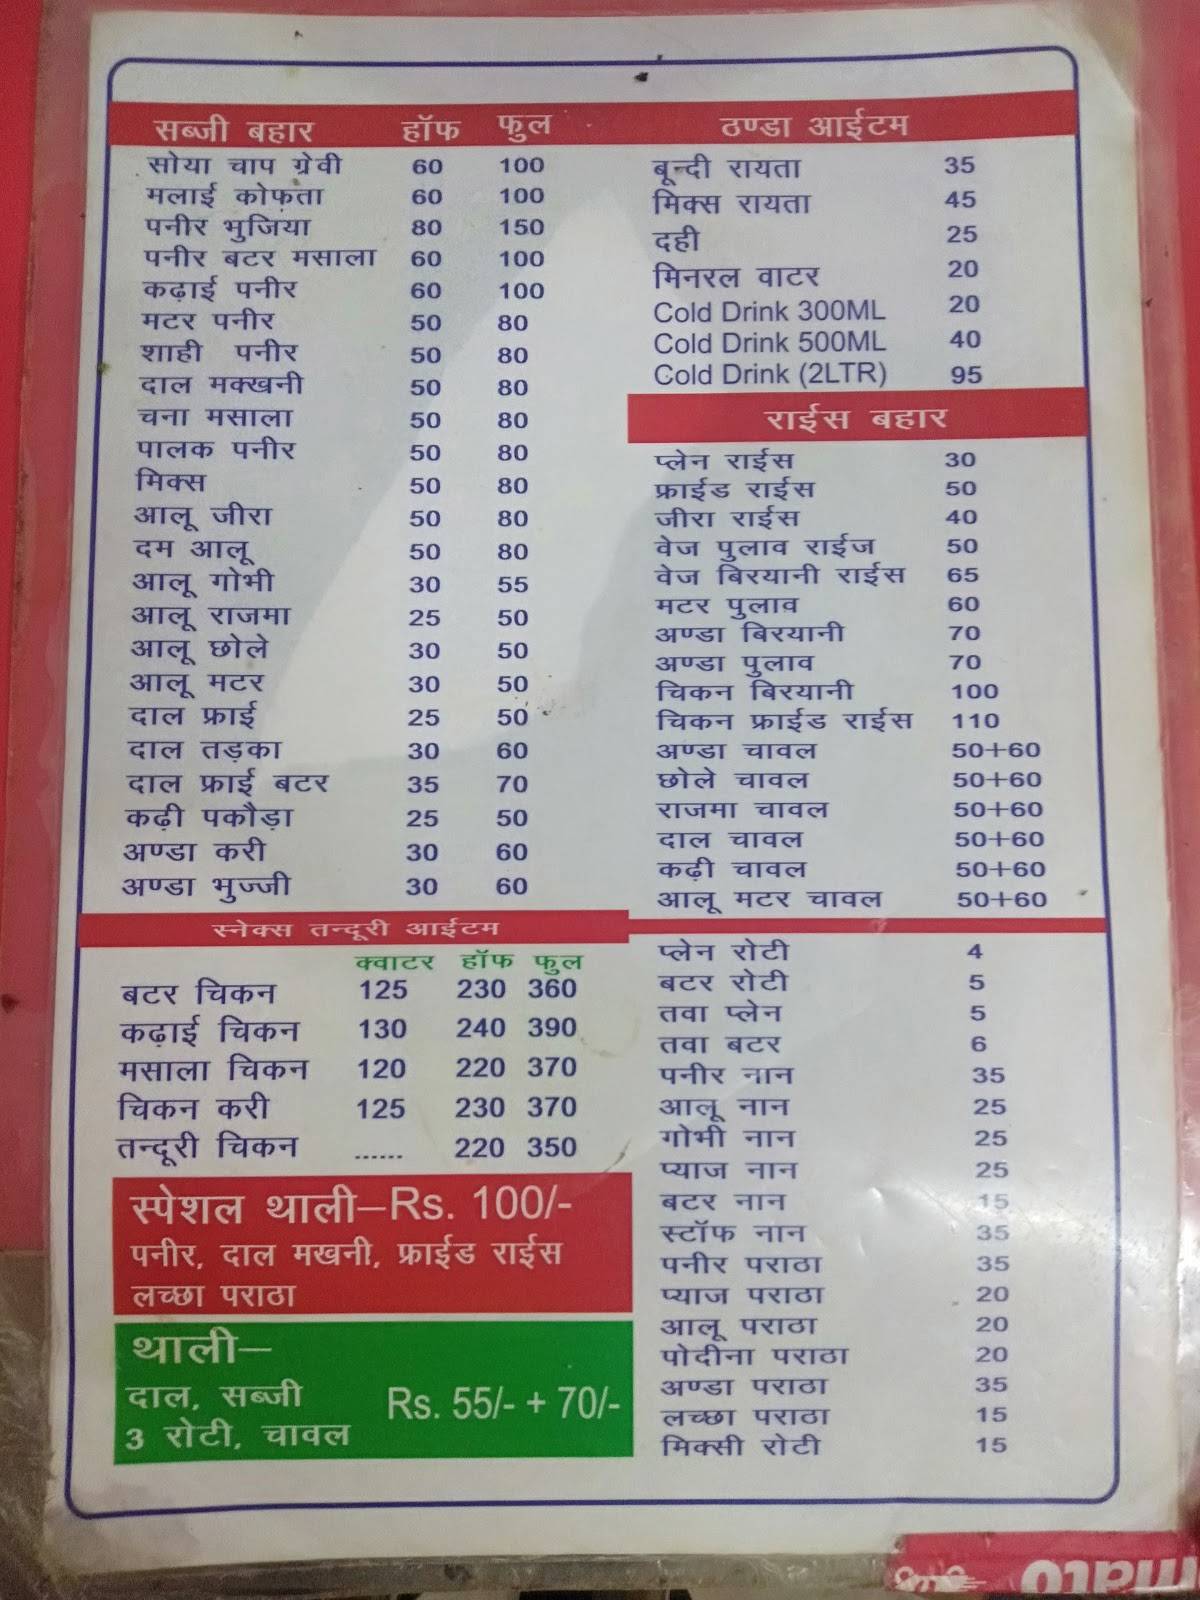 सब्जी बहार हॉफ फुल
सोया चाप ग्रेवी 60 100
मलाई कोफ़ता 60 100
पनीर भुजिया 80 150
पनीर बटर मसाला 60 100
कढ़ाई पनीर 60 100
मटर पनीर 50 80
शाही पनीर 50 80
दाल मक्खनी 50 80
चना मसाला 50 80
पालक पनीर 50 80
मिक्स 50 80
आलू जीरा 50 80
दम आलू 50 80
आलू गोभी 30 55
आलू राजमा 25 50
आलू छोले 30 50
आलू मटर 30 50
दाल फ्राई 25 50
दाल तड़का 30 60
दाल फ्राई बटर 35 70
कढ़ी पकौड़ा 25 50
अण्डा करी 30 60
अण्डा भुज्जी 30 60
स्नेक्स तन्दूरी आईटम
क्वाटर हॉफ फुल
बटर चिकन 125 230 360
कढ़ाई चिकन 130 240 390
मसाला चिकन 120 220 370
चिकन करी 125 230 370
तन्दूरी चिकन ...... 220 350
स्पेशल थाली–Rs. 100/-
पनीर, दाल मखनी, फ्राईड राईस
लच्छा पराठा
थाली–
दाल, सब्जी
3 रोटी, चावल
Rs. 55/- + 70/-
ठण्डा आईटम
बून्दी रायता 35
मिक्स रायता 45
दही 25
मिनरल वाटर 20
Cold Drink 300ML 20
Cold Drink 500ML 40
Cold Drink (2LTR) 95
राईस बहार
प्लेन राईस 30
फ्राईड राईस 50
जीरा राईस 40
वेज पुलाव राईज 50
वेज बिरयानी राईस 65
मटर पुलाव 60
अण्डा बिरयानी 70
अण्डा पुलाव 70
चिकन बिरयानी 100
चिकन फ्राईड राईस 110
अण्डा चावल 50+60
छोले चावल 50+60
राजमा चावल 50+60
दाल चावल 50+60
कढ़ी चावल 50+60
आलू मटर चावल 50+60
प्लेन रोटी 4
बटर रोटी 5
तवा प्लेन 5
तवा बटर 6
पनीर नान 35
आलू नान 25
गोभी नान 25
प्याज नान 25
बटर नान 15
स्टॉफ नान 35
पनीर पराठा 35
प्याज पराठा 20
आलू पराठा 20
पोदीना पराठा 20
अण्डा पराठा 35
लच्छा पराठा 15
मिक्सी रोटी 15